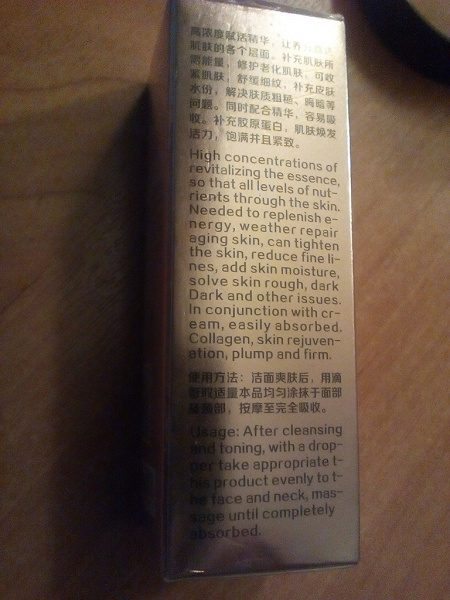 高浓度赋活精华，让养分直达
肌肤的各个层面。补充肌肤所
需能量，修护老化肌肤，可收
紧肌肤，舒缓细纹，补充皮肤
水份，解决肤质粗糙、晦暗等
问题。同时配合精华，容易吸
收。补充胶原蛋白，肌肤焕发
活力，饱满并且紧致。
High concentrations of
revitalizing the essence,
so that all levels of nut-
rients through the skin.
Needed to replenish e-
nergy, weather repair
aging skin, can tighten
the skin, reduce fine li-
nes, add skin moisture,
solve skin rough, dark
Dark and other issues.
In conjunction with cr-
eam, easily absorbed.
Collagen, skin rejuven-
ation, plump and firm.
使用方法：洁面爽肤后，用滴
管取适量本品均匀涂抹于面部
及颈部，按摩至完全吸收。
Usage: After cleansing
and toning, with a drop-
per take appropriate t-
his product evenly to t-
he face and neck, mas-
sage until completely
absorbed.